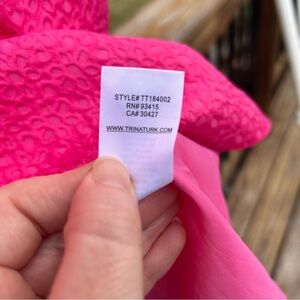 STYLE# TT184002
RN# 93415
CA# 30427
WWW.TRINATURK.COM